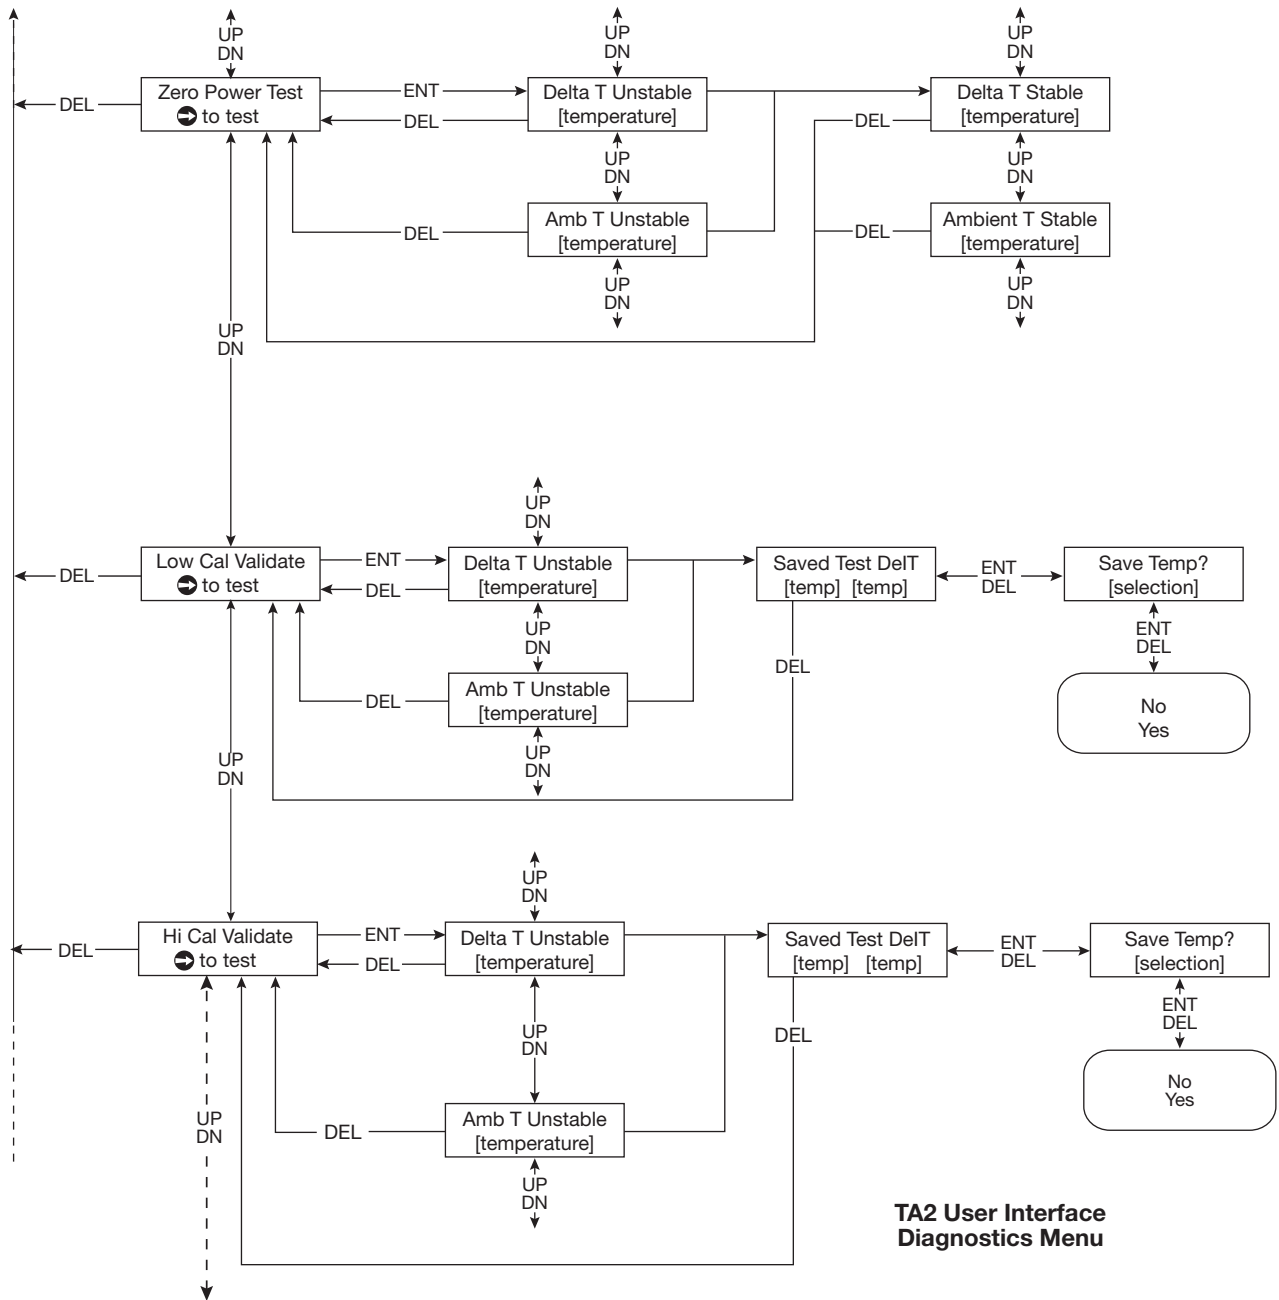 UP
DN
UP
DN
UP
DN
DEL
Zero Power Test
to test
ENT
DEL
Delta T Unstable
[temperature]
DEL
Delta T Stable
[temperature]
UP
DN
UP
DN
DEL
Amb T Unstable
[temperature]
DEL
Ambient T Stable
[temperature]
UP
DN
UP
DN
UP
DN
UP
DN
DEL
Low Cal Validate
to test
ENT
DEL
Delta T Unstable
[temperature]
Saved Test DelT
[temp] [temp]
ENT
DEL
Save Temp?
[selection]
UP
DN
ENT
DEL
DEL
DEL
Amb T Unstable
[temperature]
No
Yes
UP
DN
UP
DN
UP
DN
DEL
Hi Cal Validate
to test
ENT
DEL
Delta T Unstable
[temperature]
Saved Test DelT
[temp] [temp]
ENT
DEL
Save Temp?
[selection]
ENT
DEL
UP
DN
DEL
No
Yes
UP
DN
DEL
Amb T Unstable
[temperature]
UP
DN
TA2 User Interface
Diagnostics Menu